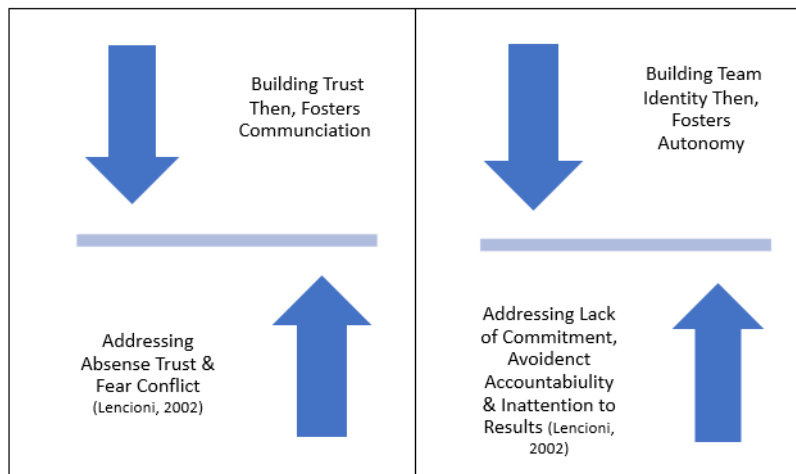 Building Trust
Then, Fosters
Communciation
Addressing
Absense Trust &
Fear Conflict
(Lencioni, 2002)
Building Team
Identity Then,
Fosters
Autonomy
Addressing Lack
of Commitment,
Avoidenct
Accountabiulity
& Inattention to
Results (Lencioni,
2002)